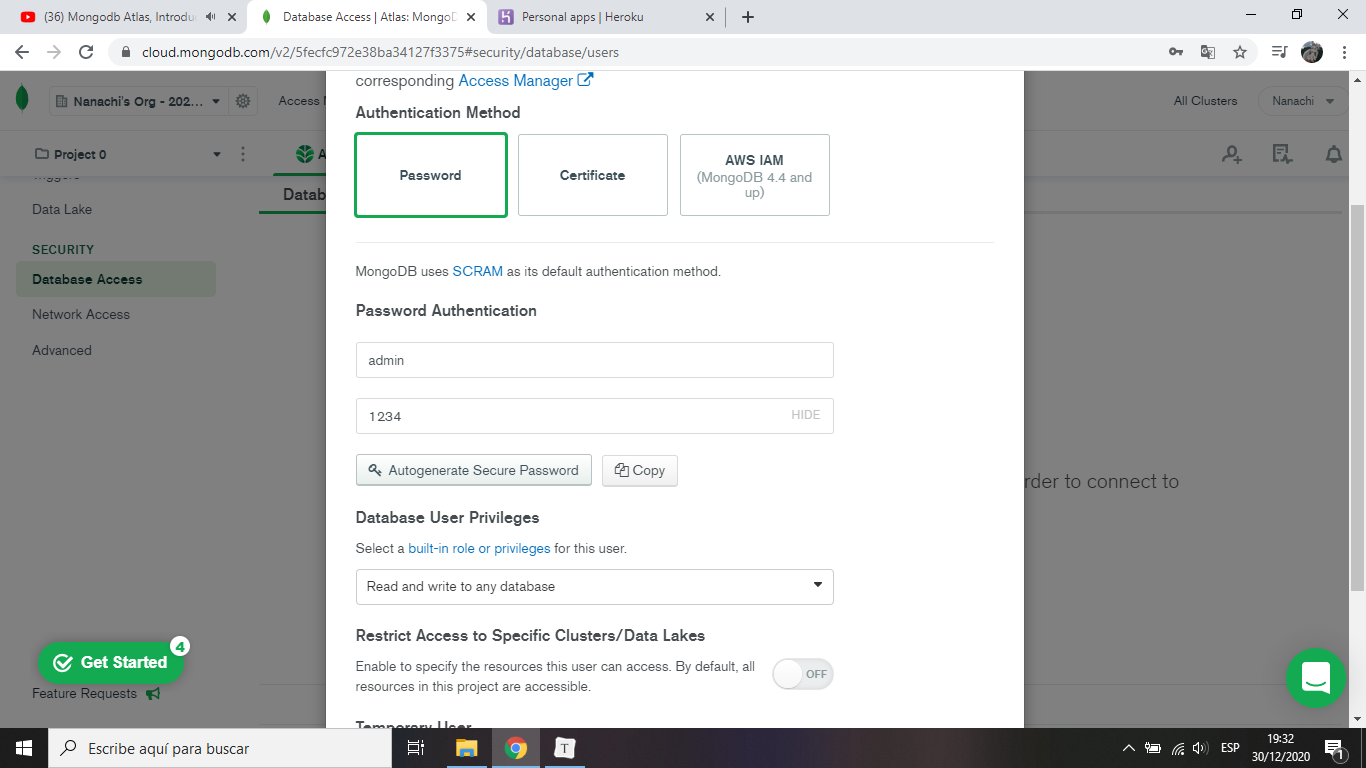 (36) Mongodb Atlas, Introdu
Database Access | Atlas: MongoD
Personal apps | Heroku
cloud.mongodb.com/v2/5fecfc972e38ba34127f3375#security/database/users
corresponding Access Manager
Nanachi's Org - 202...
Access M
All Clusters
Nanachi
Authentication Method
Project 0
A
Password
Certificate
AWS IAM
(MongoDB 4.4 and
up)
Datab
Data Lake
SECURITY
Database Access
Network Access
Advanced
MongoDB uses SCRAM as its default authentication method.
Password Authentication
admin
1234
HIDE
Autogenerate Secure Password
Copy
rder to connect to
Database User Privileges
Select a built-in role or privileges for this user.
Read and write to any database
Restrict Access to Specific Clusters/Data Lakes
Enable to specify the resources this user can access. By default, all
resources in this project are accessible.
OFF
Get Started
4
Feature Requests
Temporary User
Escribe aquí para buscar
T
ESP
19:32
30/12/2020
1